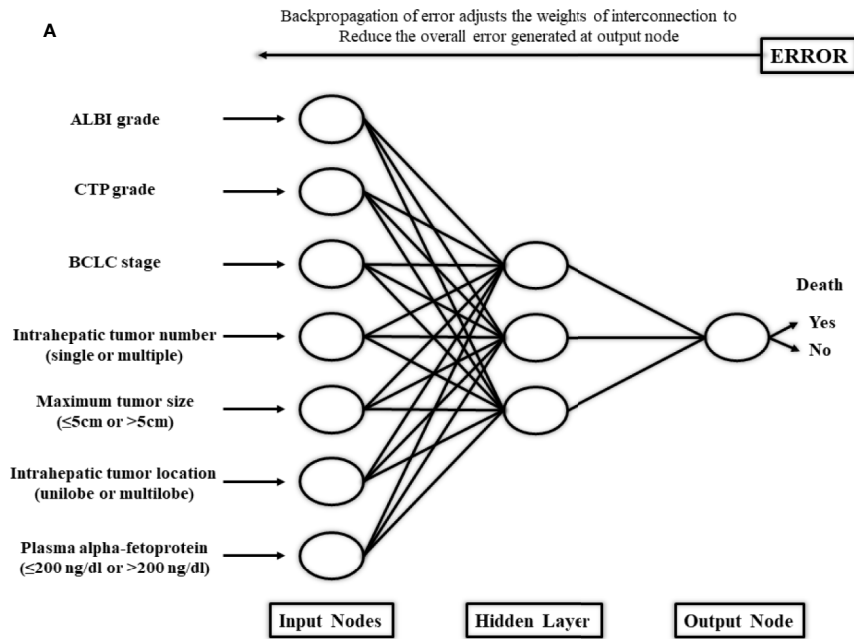 A
Backpropagation of error adjusts the weights of interconnection to
Reduce the overall error generated at output node
ERROR
ALBI grade
CTP grade
BCLC stage
Intrahepatic tumor number
(single or multiple)
Maximum tumor size
(≤5cm or >5cm)
Intrahepatic tumor location
(unilobe or multilobe)
Plasma alpha-fetoprotein
(≤200 ng/dl or >200 ng/dl)
Death
Yes
No
Input Nodes
Hidden Layer
Output Node